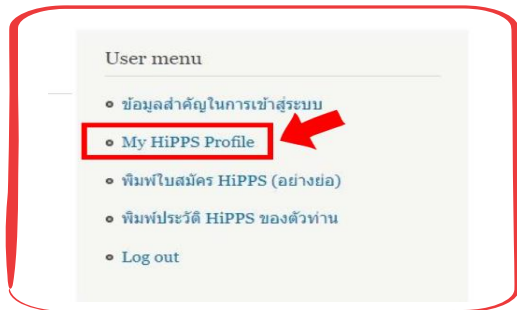 User menu
ข้อมูลสำคัญในการเข้าสู่ระบบ
My HiPPS Profile
พิมพ์ใบสมัคร HiPPS (อย่างย่อ)
พิมพ์ประวัติ HiPPS ของตัวท่าน
Log out